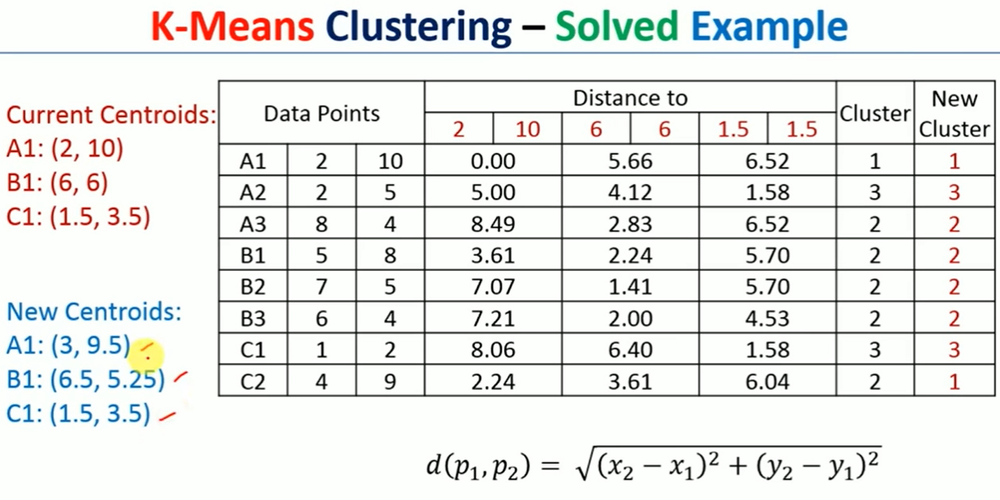 K-Means Clustering – Solved Example
Current Centroids:
A1: (2, 10)
B1: (6, 6)
C1: (1.5, 3.5)
New Centroids:
A1: (3, 9.5)
B1: (6.5, 5.25)
C1: (1.5, 3.5)
Data Points Distance to Cluster New Cluster
2 10 6 6 1.5 1.5
A1 2 10 0.00 5.66 6.52 1 1
A2 2 5 5.00 4.12 1.58 3 3
A3 8 4 8.49 2.83 6.52 2 2
B1 5 8 3.61 2.24 5.70 2 2
B2 7 5 7.07 1.41 5.70 2 2
B3 6 4 7.21 2.00 4.53 2 2
C1 1 2 8.06 6.40 1.58 3 3
C2 4 9 2.24 3.61 6.04 2 1
d(p₁, p₂) = √(x₂ − x₁)² + (y₂ − y₁)²